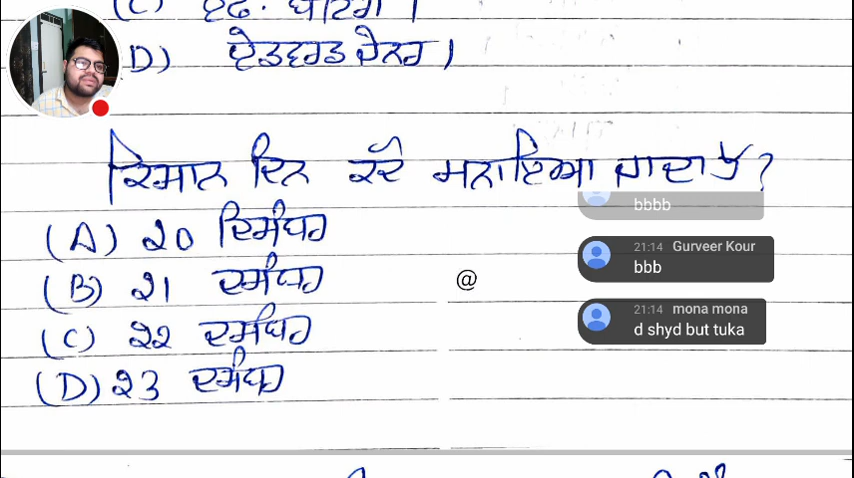 (C) ਏਫ. ਬੇਟਿਗ ।
D) ਏਡਵਰਡ ਜੇਨਰ ।
ਕਿਸਾਨ ਦਿਨ ਕਦੋਂ ਮਨਾਇਆ ਜਾਦਾ ਹੈ ?
(A) 20 ਦਿਸੰਬਰ
(B) 21 ਦਸੰਬਰ
(C) 22 ਦਸੰਬਰ
(D) 23 ਦਸੰਬਰ
@
bbbb
21:14 Gurveer Kour
bbb
21:14 mona mona
d shyd but tuka